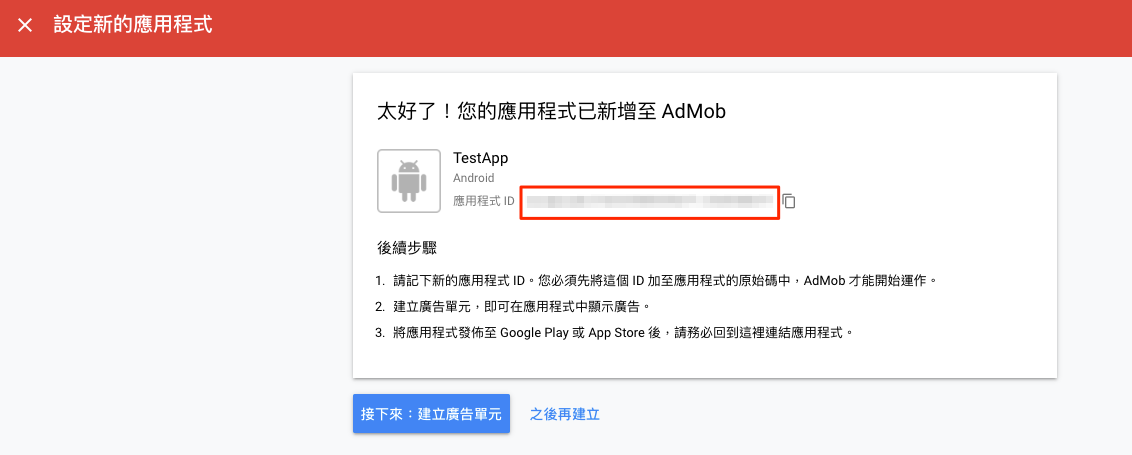 設定新的應用程式
太好了！您的應用程式已新增至 AdMob
TestApp
Android
應用程式 ID
後續步驟
1. 請記下新的應用程式 ID。您必須先將這個 ID 加至應用程式的原始碼中，AdMob 才能開始運作。
2. 建立廣告單元，即可在應用程式中顯示廣告。
3. 將應用程式發佈至 Google Play 或 App Store 後，請務必回到這裡連結應用程式。
接下來：建立廣告單元
之後再建立